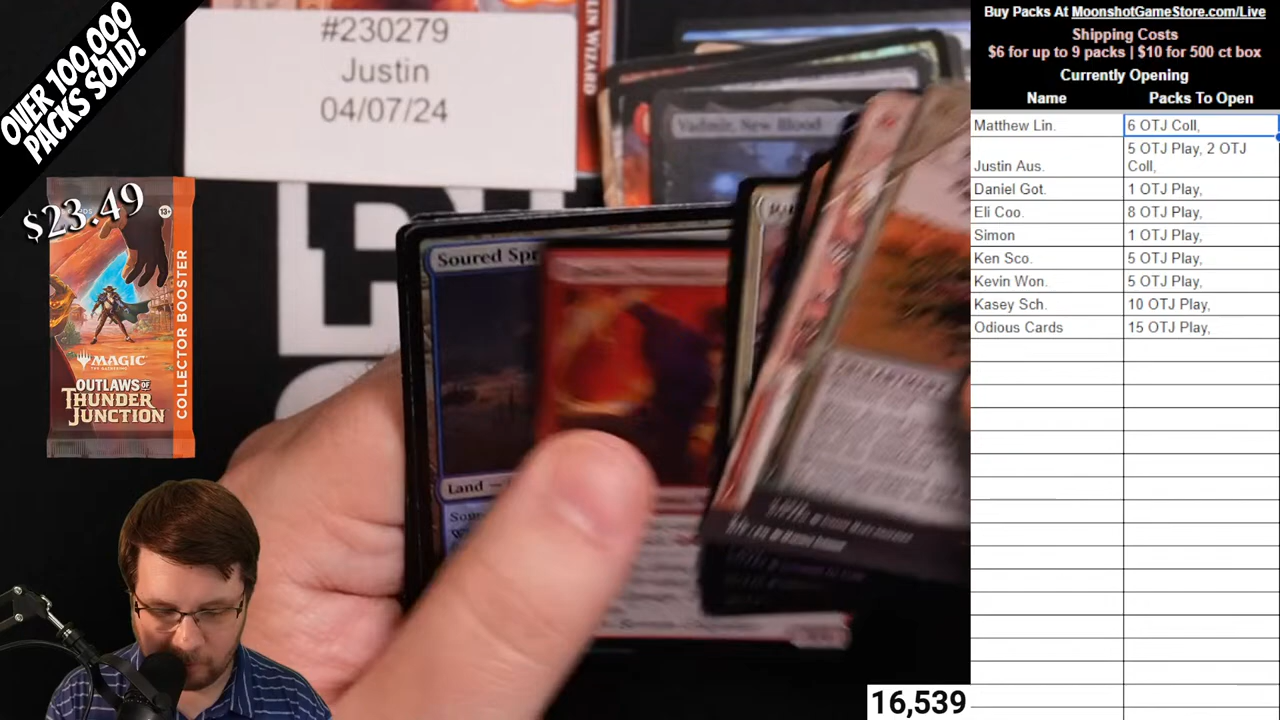 OVER 100,000
PACKS SOLD!
#230279
Justin
04/07/24
LIN WIZARD
Vadmir, New Blood
$23.49
13+
MAGIC
THE GATHERING
OUTLAWS OF
THUNDER
JUNCTION
COLLECTOR BOOSTER
Soured Spr
Land —
Buy Packs At MoonshotGameStore.com/Live
Shipping Costs
$6 for up to 9 packs | $10 for 500 ct box
Currently Opening
Name Packs To Open
Matthew Lin. 6 OTJ Coll,
Justin Aus. 5 OTJ Play, 2 OTJ
Coll,
Daniel Got. 1 OTJ Play,
Eli Coo. 8 OTJ Play,
Simon 1 OTJ Play,
Ken Sco. 5 OTJ Play,
Kevin Won. 5 OTJ Play,
Kasey Sch. 10 OTJ Play,
Odious Cards 15 OTJ Play,
16,539